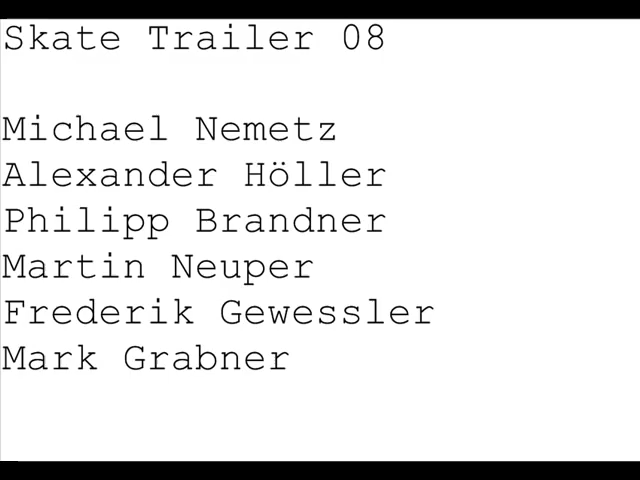 Skate Trailer 08
Michael Nemetz
Alexander Höller
Philipp Brandner
Martin Neuper
Frederik Gewessler
Mark Grabner